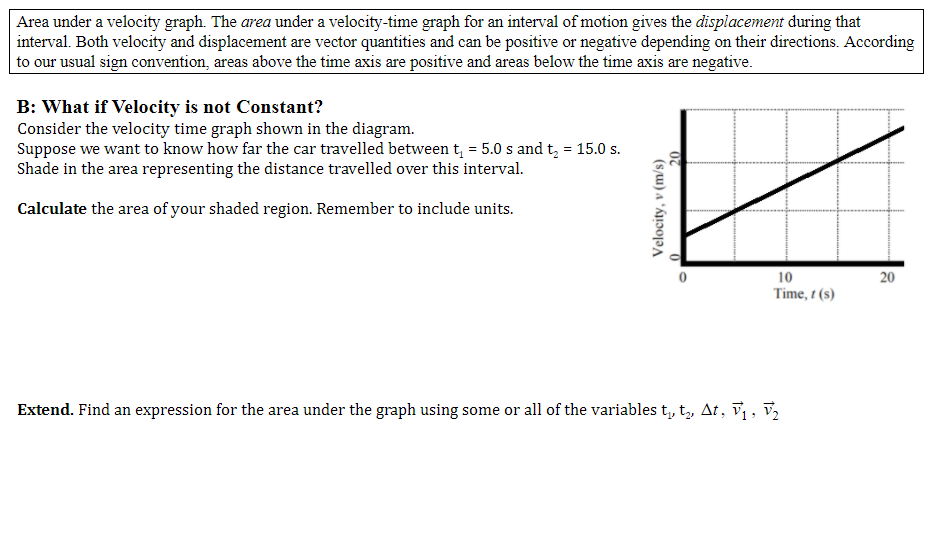 Area under a velocity graph. The area under a velocity-time graph for an interval of motion gives the displacement during that
interval. Both velocity and displacement are vector quantities and can be positive or negative depending on their directions. According
to our usual sign convention, areas above the time axis are positive and areas below the time axis are negative.
B: What if Velocity is not Constant?
Consider the velocity time graph shown in the diagram.
Suppose we want to know how far the car travelled between t₁ = 5.0 s and t₂ = 15.0 s.
Shade in the area representing the distance travelled over this interval.
Calculate the area of your shaded region. Remember to include units.
Velocity, v (m/s)
20
0
0
10
20
Time, t (s)
Extend. Find an expression for the area under the graph using some or all of the variables t₁, t₂, Δt, v⃗₁, v⃗₂